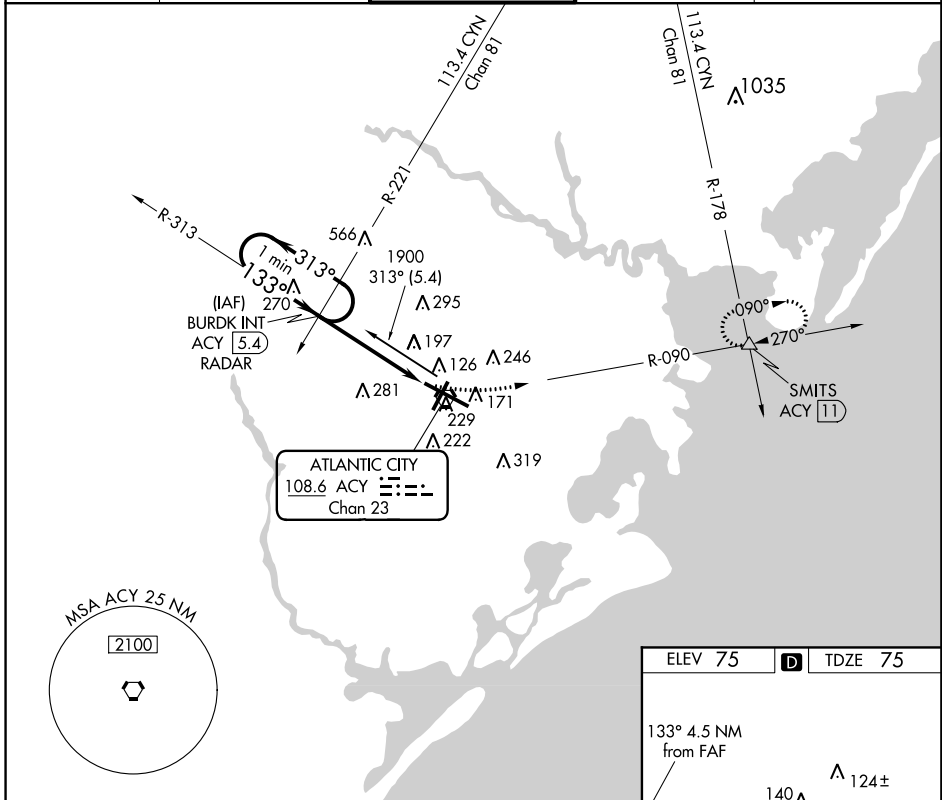 113.4 CYN
Chan 81
113.4 CYN
Chan 81
1035
R-221
R-178
R-313
566
1 min
313°
133°
1900
313° (5.4)
270
295
(IAF)
BURDK INT
ACY 5.4
RADAR
197
126
246
090°
270°
R-090
281
171
229
SMITS
ACY 11
222
319
ATLANTIC CITY
108.6 ACY
Chan 23
MSA ACY 25 NM
2100
ELEV 75 D TDZE 75
133° 4.5 NM
from FAF
124±
140